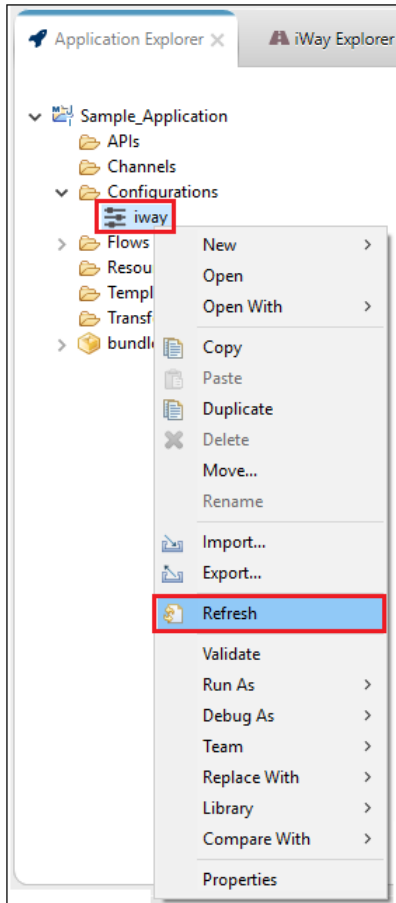 Application Explorer
iWay Explorer
Sample_Application
APIs
Channels
Configurations
iway
Flows
Resou
Templ
Transf
bundle
New
Open
Open With
Copy
Paste
Duplicate
Delete
Move...
Rename
Import...
Export...
Refresh
Validate
Run As
Debug As
Team
Replace With
Library
Compare With
Properties